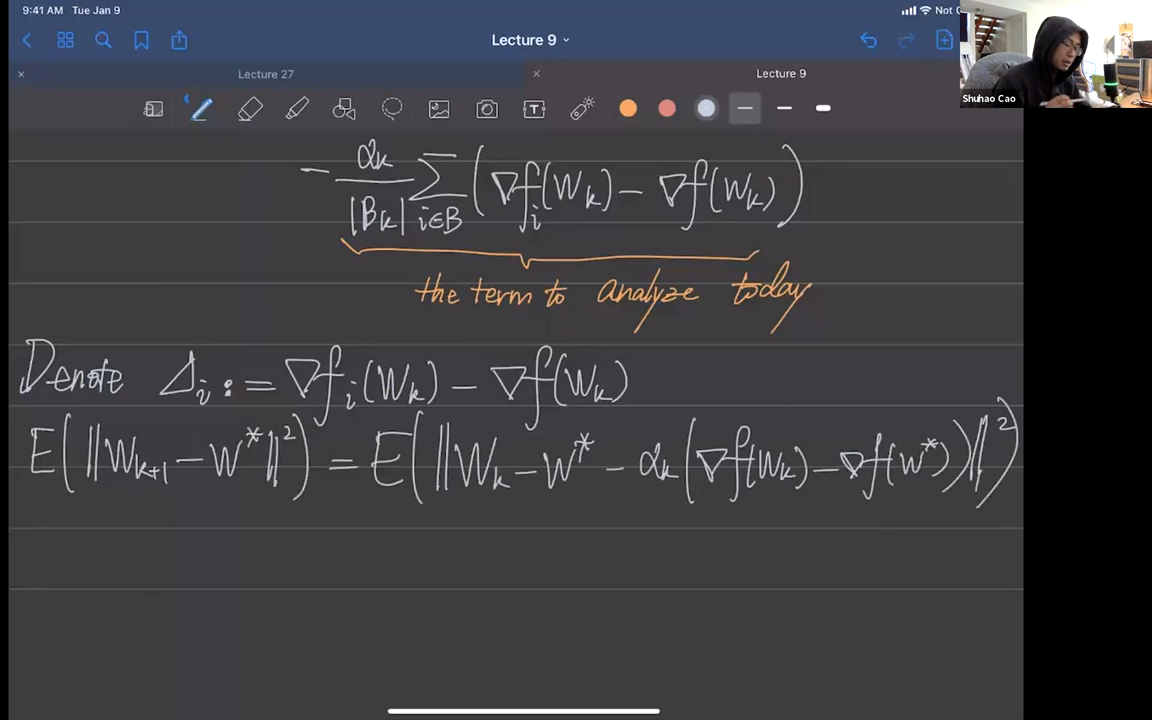 9:41 AM Tue Jan 9
Not
Lecture 9
Lecture 27
Lecture 9
Shuhao Cao
- αk/|Bk| ∑i∈B (∇fi(Wk) - ∇f(Wk))
the term to analyze today
Denote Δi := ∇fi(Wk) - ∇f(Wk)
E(||Wk+1 - W*||²) = E(||Wk - W* - αk(∇f(Wk) - ∇f(W*))||²)